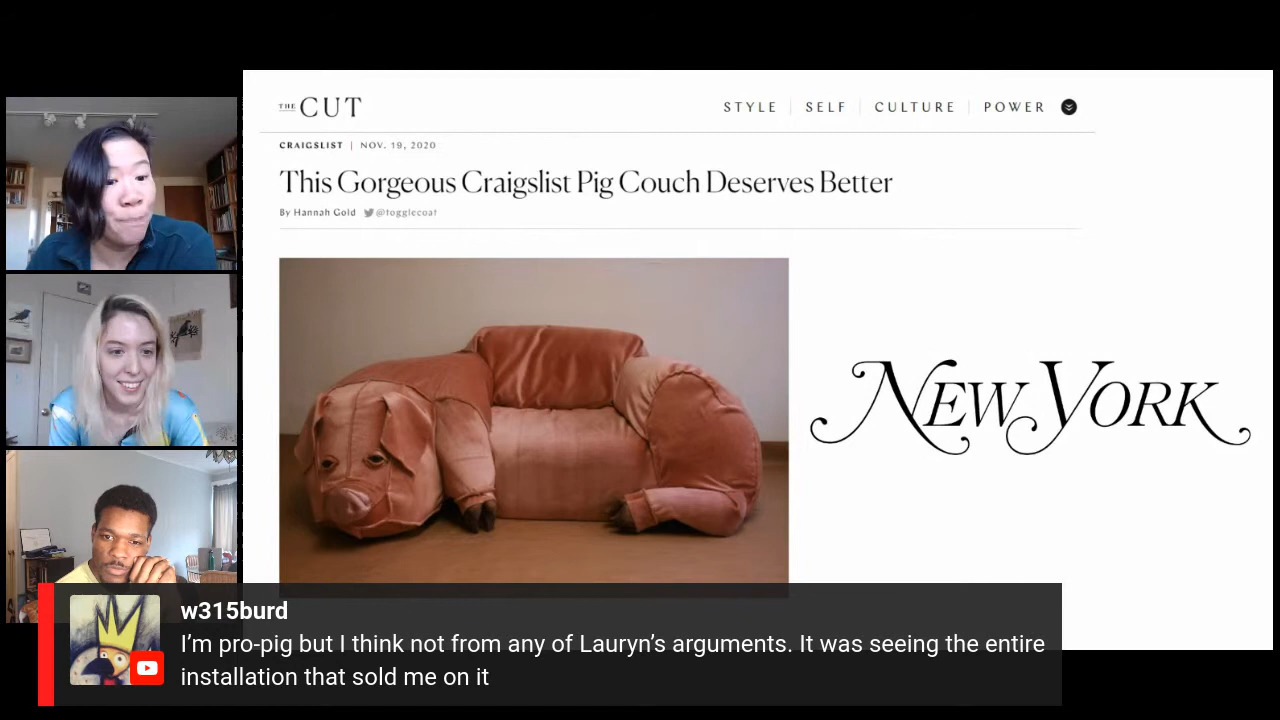 THE CUT
STYLE | SELF | CULTURE | POWER
CRAIGSLIST | NOV. 19, 2020
This Gorgeous Craigslist Pig Couch Deserves Better
By Hannah Gold @togglecoat
NEW YORK
w315burd
I’m pro-pig but I think not from any of Lauryn’s arguments. It was seeing the entire
installation that sold me on it